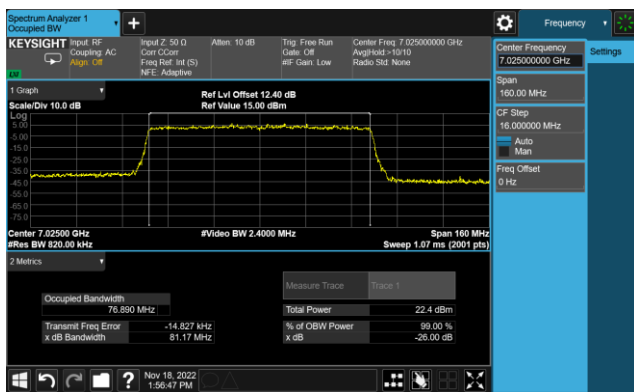 Spectrum Analyzer 1
Occupied BW
Frequency
KEYSIGHT
Input: RF
Coupling: AC
Align: Off
Input Z: 50 Ω
Corr CCorr
Freq Ref: Int (S)
NFE: Adaptive
Atten: 10 dB
Trig: Free Run
Gate: Off
#IF Gain: Low
Center Freq: 7.025000000 GHz
Avg|Hold:>10/10
Radio Std: None
Center Frequency
7.025000000 GHz
Settings
Span
160.00 MHz
CF Step
16.000000 MHz
Auto
Man
Freq Offset
0 Hz
1 Graph
Scale/Div 10.0 dB
Ref Lvl Offset 12.40 dB
Ref Value 15.00 dBm
Log
5.00
-5.00
-15.0
-25.0
-35.0
-45.0
-55.0
-65.0
-75.0
Center 7.02500 GHz
#Res BW 820.00 kHz
#Video BW 2.4000 MHz
Span 160 MHz
Sweep 1.07 ms (2001 pts)
2 Metrics
Measure Trace
Trace 1
Occupied Bandwidth
76.890 MHz
Total Power
22.4 dBm
Transmit Freq Error
-14.827 kHz
% of OBW Power
99.00 %
x dB Bandwidth
81.17 MHz
x dB
-26.00 dB
?
Nov 18, 2022
1:56:47 PM